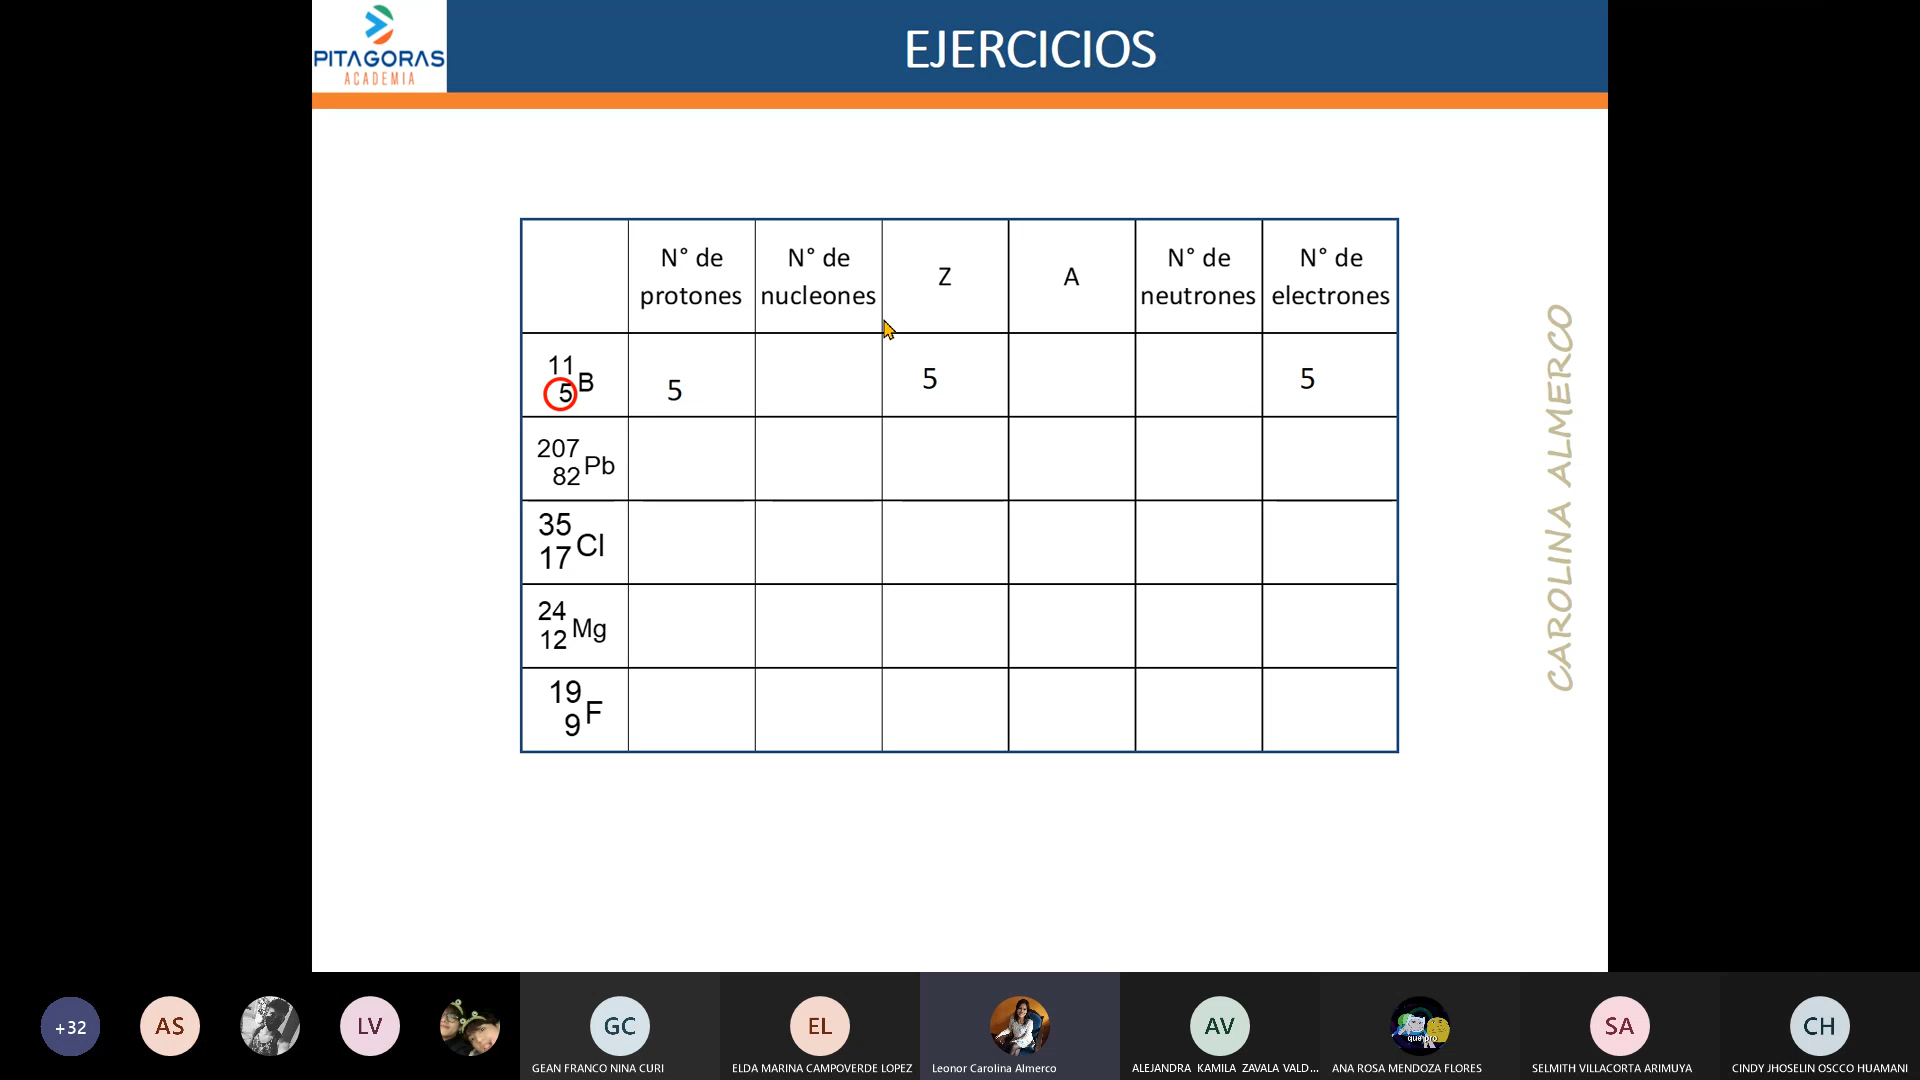 PITAGORAS
ACADEMIA
EJERCICIOS
N° de protones
N° de nucleones
Z
A
N° de neutrones
N° de electrones
11
5 B
5
5
5
207
82 Pb
35
17 Cl
24
12 Mg
19
9 F
CAROLINA ALMERCO
+32
AS
LV
GC
EL
AV
que pro
SA
CH
GEAN FRANCO NINA CURI
ELDA MARINA CAMPOVERDE LOPEZ
Leonor Carolina Almerco
ALEJANDRA KAMILA ZAVALA VALD...
ANA ROSA MENDOZA FLORES
SELMITH VILLACORTA ARIMUYA
CINDY JHOSELIN OSCCO HUAMANI